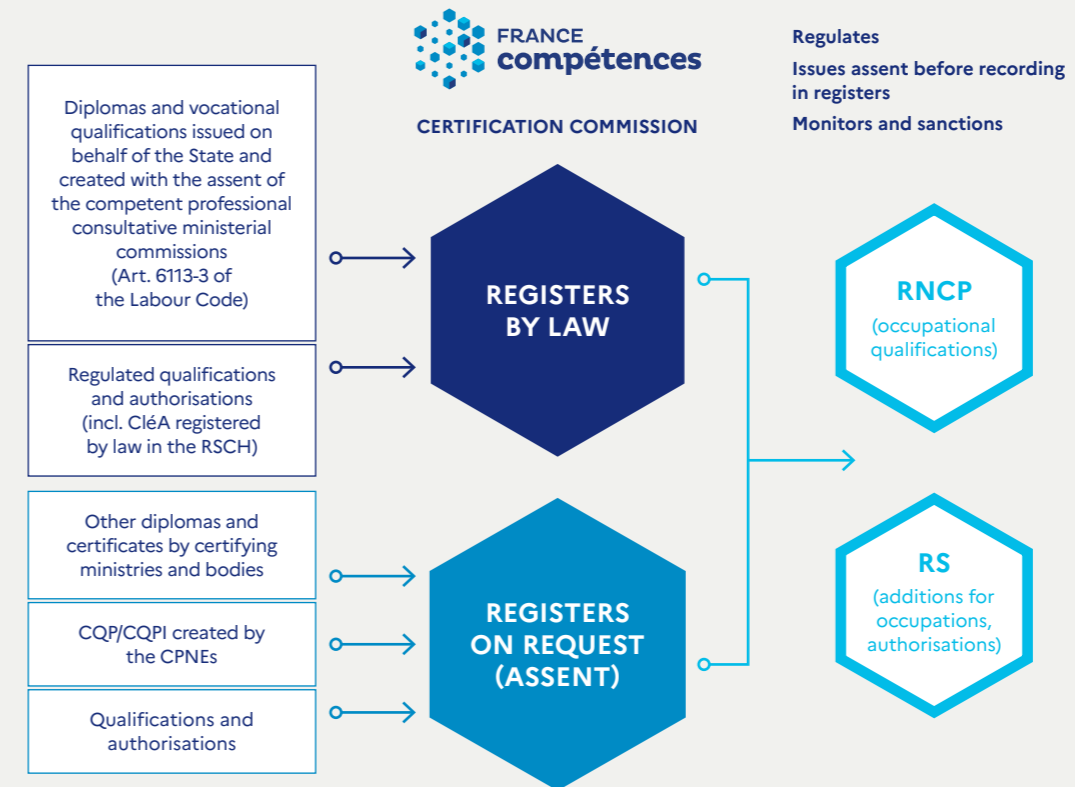 FRANCE
compétences
CERTIFICATION COMMISSION
Regulates
Issues assent before recording
in registers
Monitors and sanctions
Diplomas and vocational
qualifications issued on
behalf of the State and
created with the assent of
the competent professional
consultative ministerial
commissions
(Art. 6113-3 of
the Labour Code)
Regulated qualifications
and authorisations
(incl. CléA registered
by law in the RSCH)
Other diplomas and
certificates by certifying
ministries and bodies
CQP/CQPI created by
the CPNEs
Qualifications and
authorisations
REGISTERS
BY LAW
REGISTERS
ON REQUEST
(ASSENT)
RNCP
(occupational
qualifications)
RS
(additions for
occupations,
authorisations)